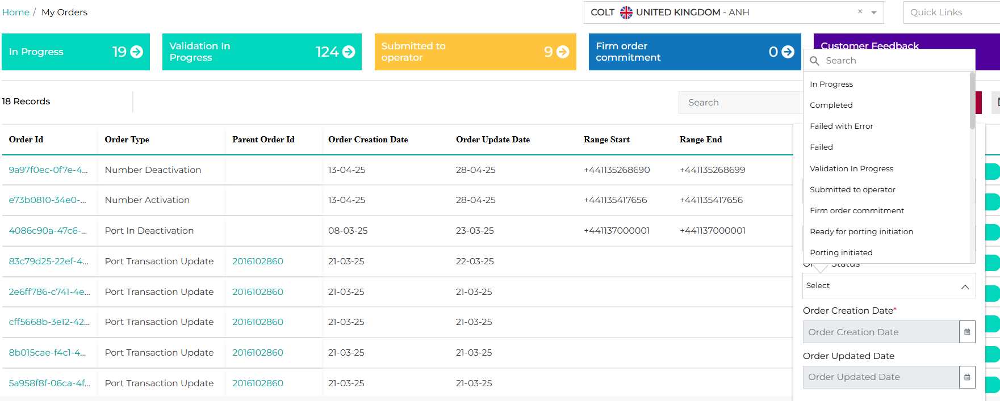 Home / My Orders
COLT UNITED KINGDOM - ANH
×
Quick Links
In Progress 19
Validation In Progress 124
Submitted to operator 9
Firm order commitment 0
Customer Feedback
Search
In Progress
Completed
Failed with Error
Failed
Validation In Progress
Submitted to operator
Firm order commitment
Ready for porting initiation
Porting initiated
18 Records
Search
Order Id Order Type Parent Order Id Order Creation Date Order Update Date Range Start Range End
9a97f0ec-0f7e-4... Number Deactivation 13-04-25 28-04-25 +441135268690 +441135268699
e73b0810-34e0-... Number Activation 13-04-25 28-04-25 +441135417656 +441135417656
4086c90a-47c6-... Port In Deactivation 08-03-25 23-03-25 +441137000001 +441137000001
83c79d25-22ef-4... Port Transaction Update 2016102860 21-03-25 22-03-25
2e6ff786-c741-4e... Port Transaction Update 2016102860 21-03-25 21-03-25
cff5668b-3e12-42... Port Transaction Update 2016102860 21-03-25 21-03-25
8b015cae-f4c1-4... Port Transaction Update 2016102860 21-03-25 21-03-25
5a958f8f-06ca-4f... Port Transaction Update 2016102860 21-03-25 21-03-25
Status
Select
Order Creation Date*
Order Creation Date
Order Updated Date
Order Updated Date